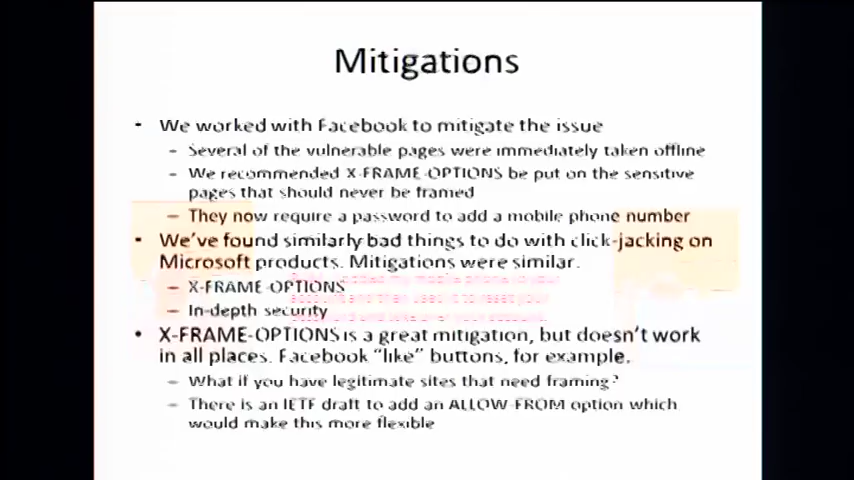 Mitigations
• We worked with Facebook to mitigate the issue
– Several of the vulnerable pages were immediately taken offline
– We recommended X-FRAME-OPTIONS be put on the sensitive
pages that should never be framed
– They now require a password to add a mobile phone number
• We've found similarly bad things to do with click-jacking on
Microsoft products. Mitigations were similar.
– X-FRAME-OPTIONS
– In-depth security
• X-FRAME-OPTIONS is a great mitigation, but doesn't work
in all places. Facebook "like" buttons, for example.
– What if you have legitimate sites that need framing?
– There is an IETF draft to add an ALLOW-FROM option which
would make this more flexible